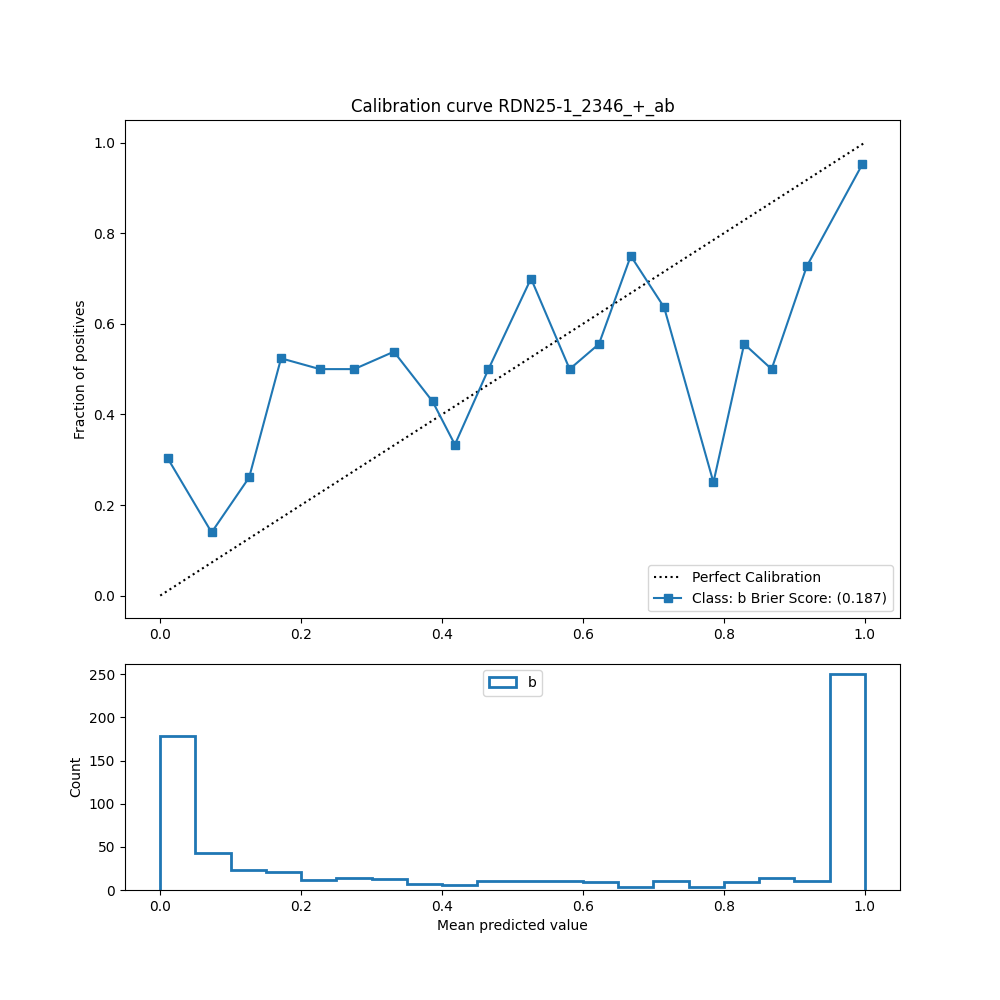 Calibration curve RDN25-1_2346_+_ab
Fraction of positives
1.0
0.8
0.6
0.4
0.2
0.0
Perfect Calibration
Class: b Brier Score: (0.187)
0.0 0.2 0.4 0.6 0.8 1.0
b
Count
250
200
150
100
50
0
0.0 0.2 0.4 0.6 0.8 1.0
Mean predicted value